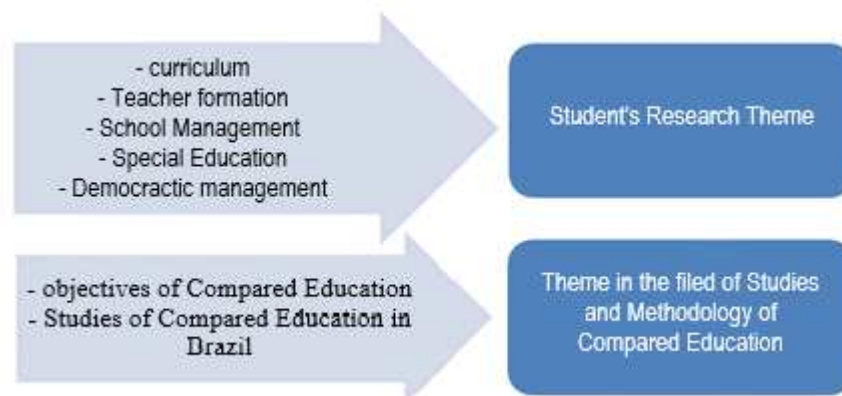 - curriculum
- Teacher formation
- School Management
- Special Education
- Democractic management
Student's Research Theme
- objectives of Compared Education
- Studies of Compared Education in
Brazil
Theme in the filed of Studies
and Methodology of
Compared Education